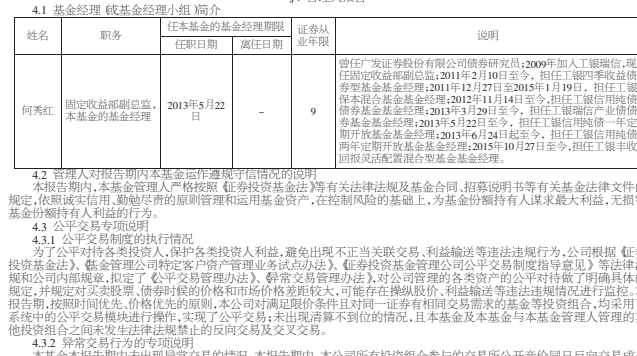 4.1 基金经理(或基金经理小组)简介
姓名 职务 任本基金的基金经理期限 证券从业年限 说明
任职日期 离任日期
何秀红 固定收益部副总监,本基金的基金经理 2013年5月22日 – 9
曾任广发证券股份有限公司债券研究员;2009年加入工银瑞信,现
任固定收益部副总监;2011年2月10日至今,担任工银四季收益债
券型基金基金经理;2011年12月27日至2015年1月19日,担任工银
保本混合基金基金经理;2012年11月14日至今,担任工银信用纯债
债券基金基金经理;2013年3月29日至今,担任工银瑞信产业债债
券基金基金经理;2013年5月22日至今,担任工银信用纯债一年定
期开放基金基金经理;2013年6月24日起至今,担任工银信用纯债
两年定期开放基金基金经理;2015年10月27日至今,担任工银丰收
回报灵活配置混合型基金基金经理。
4.2 管理人对报告期内本基金运作遵规守信情况的说明
本报告期内,本基金管理人严格按照《证券投资基金法》等有关法律法规及基金合同、招募说明书等有关基金法律文件的
规定,依照诚实信用、勤勉尽责的原则管理和运用基金资产,在控制风险的基础上,为基金份额持有人谋求最大利益,无损害
基金份额持有人利益的行为。
4.3 公平交易专项说明
4.3.1 公平交易制度的执行情况
为了公平对待各类投资人,保护各类投资人利益,避免出现不正当关联交易、利益输送等违法违规行为,公司根据《证券
投资基金法》、《基金管理公司特定客户资产管理业务试点办法》、《证券投资基金管理公司公平交易制度指导意见》等法律法
规和公司内部规章,拟定了《公平交易管理办法》、《异常交易管理办法》,对公司管理的各类资产的公平对待做了明确具体的
规定,并规定对买卖股票、债券时候的价格和市场价格差距较大,可能存在操纵股价、利益输送等违法违规情况进行监控。本
报告期,按照时间优先、价格优先的原则,本公司对满足限价条件且对同一证券有相同交易需求的基金等投资组合,均采用了
系统中的公平交易模块进行操作,实现了公平交易;未出现清算不到位的情况,且本基金及本基金与本基金管理人管理的其
他投资组合之间未发生法律法规禁止的反向交易及交叉交易。
4.3.2 异常交易行为的专项说明